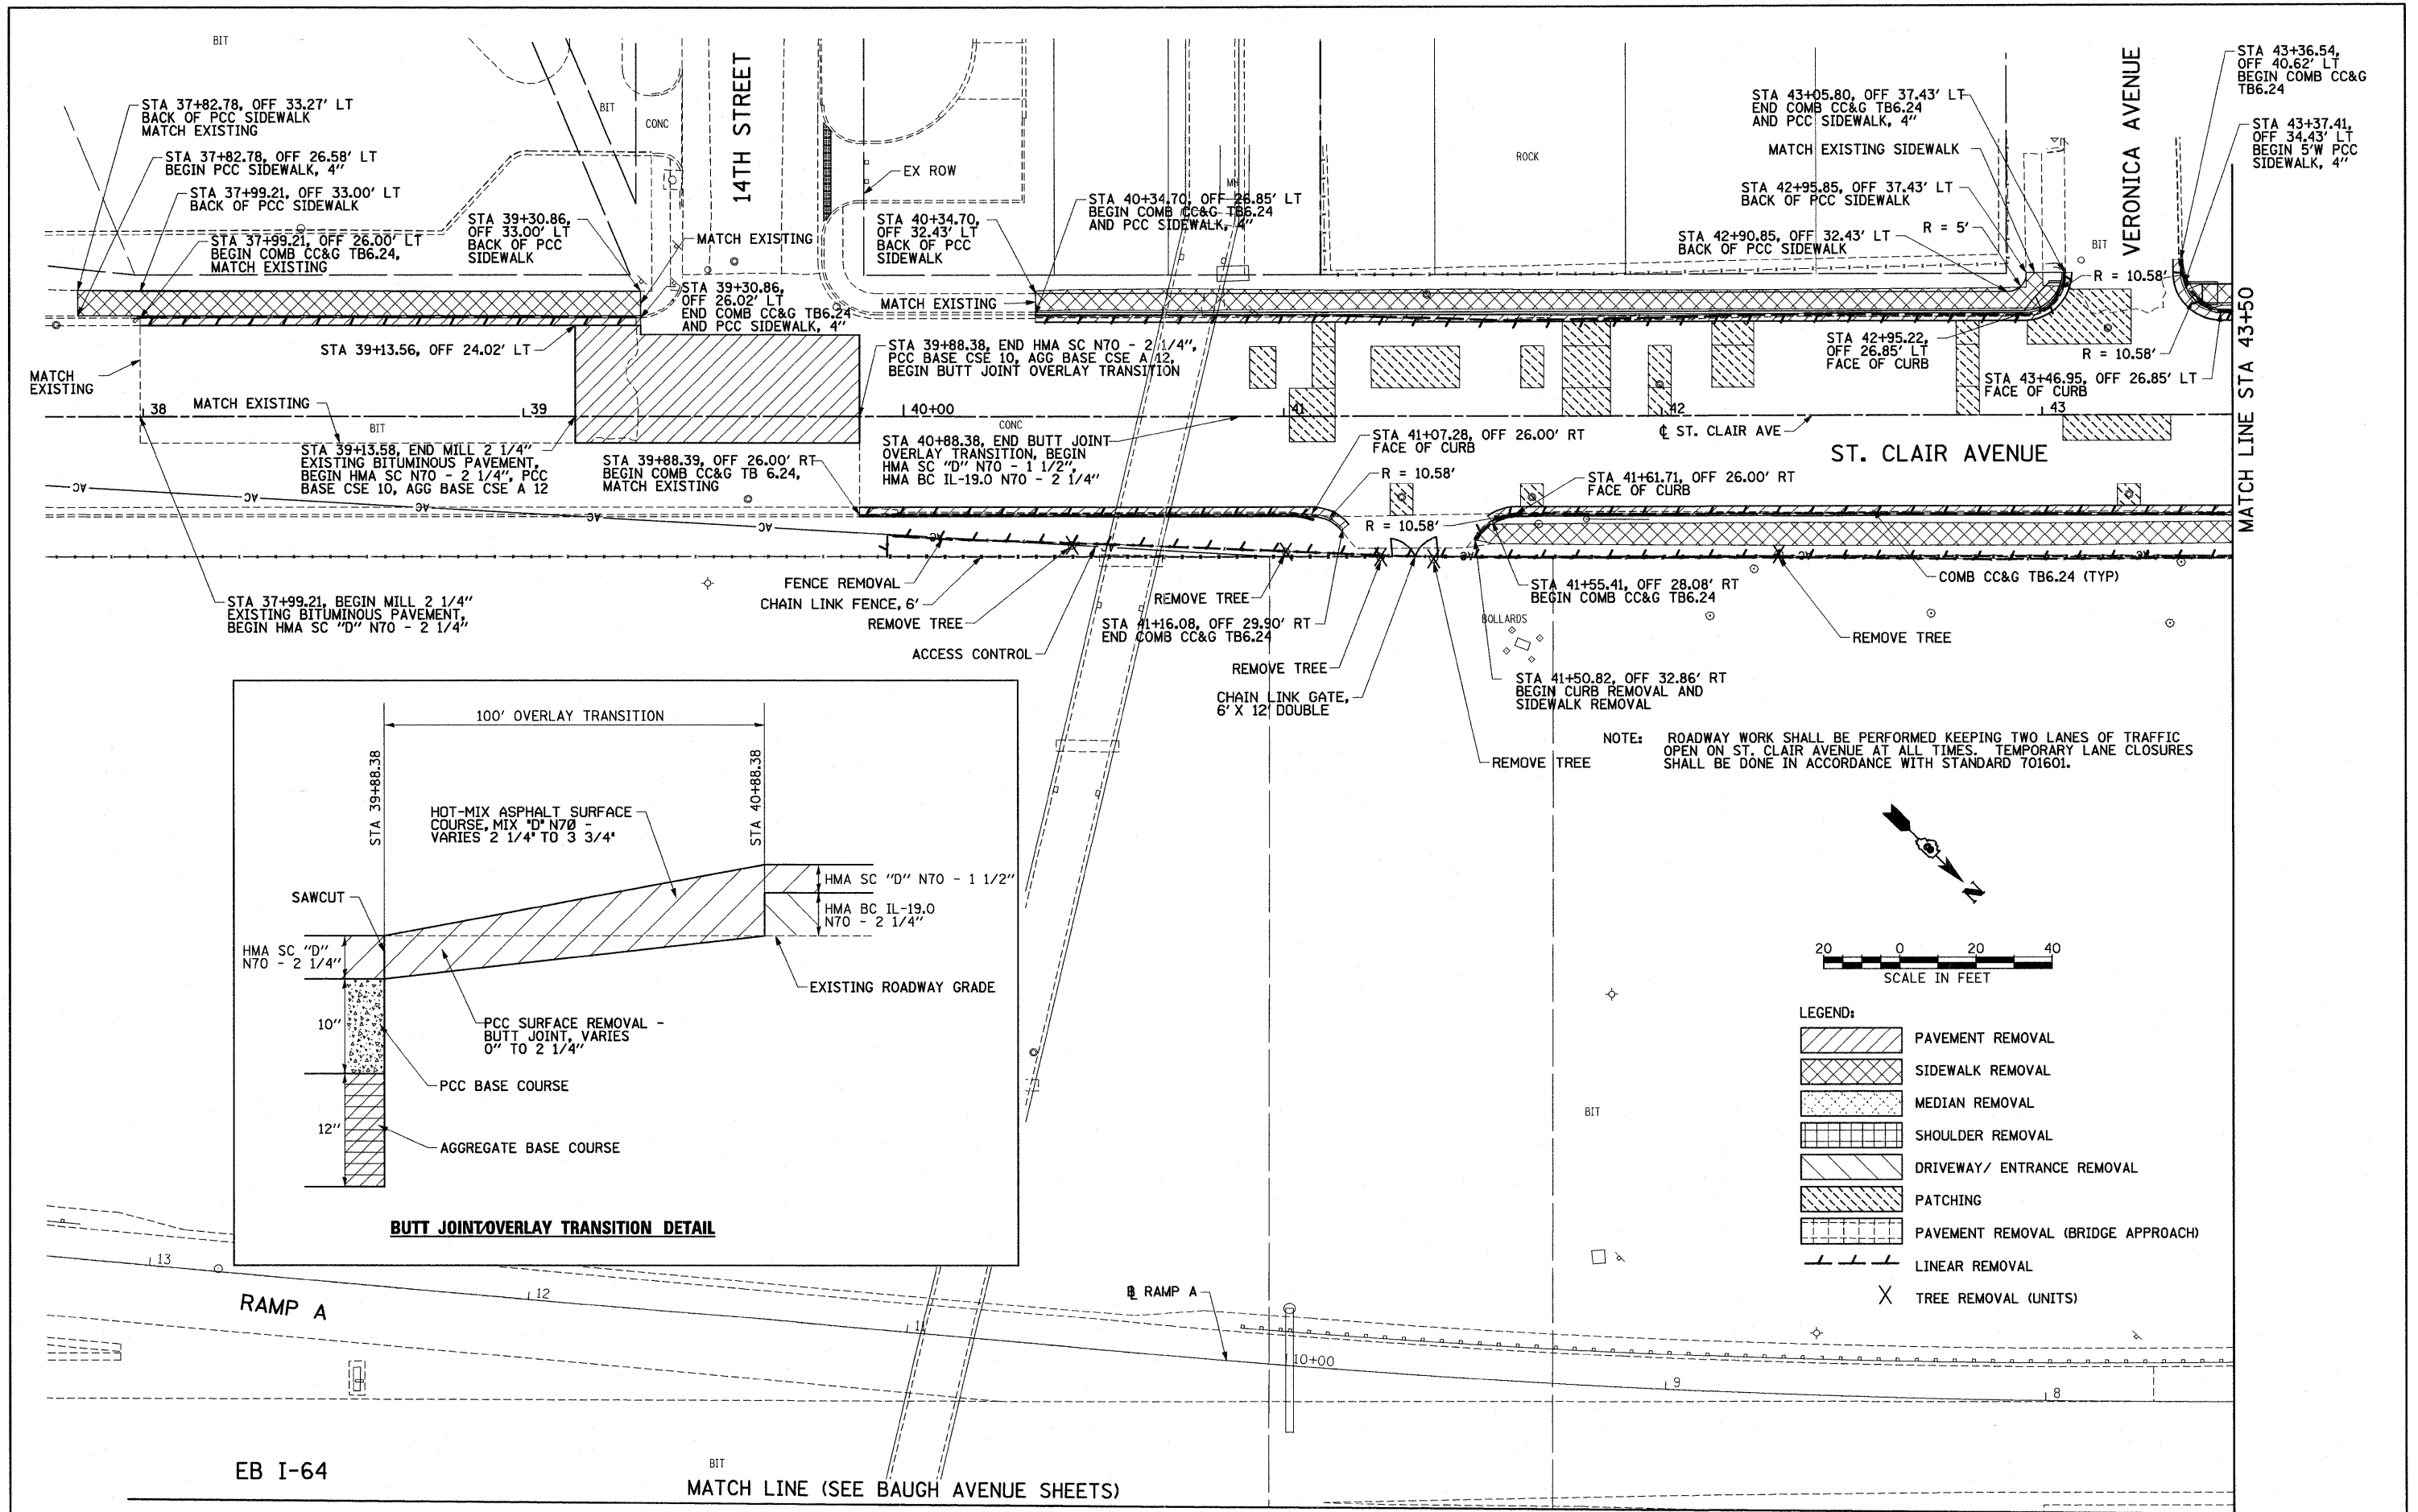 BIT
STA 37+82.78, OFF 33.27' LT
BACK OF PCC SIDEWALK
MATCH EXISTING
STA 37+82.78, OFF 26.58' LT
BEGIN PCC SIDEWALK, 4"
STA 37+99.21, OFF 33.00' LT
BACK OF PCC SIDEWALK
STA 37+99.21, OFF 26.00' LT
BEGIN COMB CC&G TB6.24,
MATCH EXISTING
STA 39+30.86,
OFF 33.00' LT
BACK OF PCC
SIDEWALK
BIT
CONC
14TH STREET
MATCH EXISTING
EX ROW
STA 39+30.86,
OFF 26.02' LT
END COMB CC&G TB6.24
AND PCC SIDEWALK, 4"
STA 40+34.70,
OFF 32.43' LT
BACK OF PCC
SIDEWALK
MATCH EXISTING
STA 40+34.70, OFF 26.85' LT
BEGIN COMB CC&G TB6.24
AND PCC SIDEWALK, 4"
MH
ROCK
STA 43+05.80, OFF 37.43' LT
END COMB CC&G TB6.24
AND PCC SIDEWALK, 4"
MATCH EXISTING SIDEWALK
STA 42+95.85, OFF 37.43' LT
BACK OF PCC SIDEWALK
STA 42+90.85, OFF 32.43' LT
BACK OF PCC SIDEWALK
R = 5'
VERONICA AVENUE
BIT
STA 43+36.54,
OFF 40.62' LT
BEGIN COMB CC&G
TB6.24
STA 43+37.41,
OFF 34.43' LT
BEGIN 5'W PCC
SIDEWALK, 4"
R = 10.58'
R = 10.58'
MATCH LINE STA 43+50
STA 39+13.56, OFF 24.02' LT
MATCH
EXISTING
MATCH EXISTING
STA 39+88.38, END HMA SC N70 - 2 1/4",
PCC BASE CSE 10, AGG BASE CSE A 12,
BEGIN BUTT JOINT OVERLAY TRANSITION
STA 42+95.22,
OFF 26.85' LT
FACE OF CURB
STA 43+46.95, OFF 26.85' LT
FACE OF CURB
38
39
40+00
41
42
43
BIT
CONC
STA 39+13.58, END MILL 2 1/4"
EXISTING BITUMINOUS PAVEMENT,
BEGIN HMA SC N70 - 2 1/4", PCC
BASE CSE 10, AGG BASE CSE A 12
STA 39+88.39, OFF 26.00' RT
BEGIN COMB CC&G TB 6.24,
MATCH EXISTING
STA 40+88.38, END BUTT JOINT
OVERLAY TRANSITION, BEGIN
HMA SC "D" N70 - 1 1/2",
HMA BC IL-19.0 N70 - 2 1/4"
STA 41+07.28, OFF 26.00' RT
FACE OF CURB
R = 10.58'
℄ ST. CLAIR AVE
ST. CLAIR AVENUE
STA 41+61.71, OFF 26.00' RT
FACE OF CURB
R = 10.58'
AC
AC
AC
AC
AC
AC
AC
AC
AC
STA 37+99.21, BEGIN MILL 2 1/4"
EXISTING BITUMINOUS PAVEMENT,
BEGIN HMA SC "D" N70 - 2 1/4"
FENCE REMOVAL
CHAIN LINK FENCE, 6'
REMOVE TREE
ACCESS CONTROL
REMOVE TREE
STA 41+16.08, OFF 29.90' RT
END COMB CC&G TB6.24
REMOVE TREE
CHAIN LINK GATE,
6' X 12' DOUBLE
STA 41+55.41, OFF 28.08' RT
BEGIN COMB CC&G TB6.24
BOLLARDS
STA 41+50.82, OFF 32.86' RT
BEGIN CURB REMOVAL AND
SIDEWALK REMOVAL
REMOVE TREE
COMB CC&G TB6.24 (TYP)
REMOVE TREE
NOTE: ROADWAY WORK SHALL BE PERFORMED KEEPING TWO LANES OF TRAFFIC
OPEN ON ST. CLAIR AVENUE AT ALL TIMES. TEMPORARY LANE CLOSURES
SHALL BE DONE IN ACCORDANCE WITH STANDARD 701601.
100' OVERLAY TRANSITION
STA 39+88.38
STA 40+88.38
HOT-MIX ASPHALT SURFACE
COURSE, MIX "D" N70 -
VARIES 2 1/4" TO 3 3/4"
SAWCUT
HMA SC "D" N70 - 1 1/2"
HMA BC IL-19.0
N70 - 2 1/4"
HMA SC "D"
N70 - 2 1/4"
EXISTING ROADWAY GRADE
10"
PCC SURFACE REMOVAL -
BUTT JOINT, VARIES
0" TO 2 1/4"
PCC BASE COURSE
12"
AGGREGATE BASE COURSE
BUTT JOINT/OVERLAY TRANSITION DETAIL
N
20 0 20 40
SCALE IN FEET
LEGEND:
PAVEMENT REMOVAL
SIDEWALK REMOVAL
MEDIAN REMOVAL
SHOULDER REMOVAL
DRIVEWAY/ ENTRANCE REMOVAL
PATCHING
PAVEMENT REMOVAL (BRIDGE APPROACH)
LINEAR REMOVAL
TREE REMOVAL (UNITS)
BIT
13
12
11
10+00
9
8
RAMP A
℄ RAMP A
EB I-64
BIT
MATCH LINE (SEE BAUGH AVENUE SHEETS)